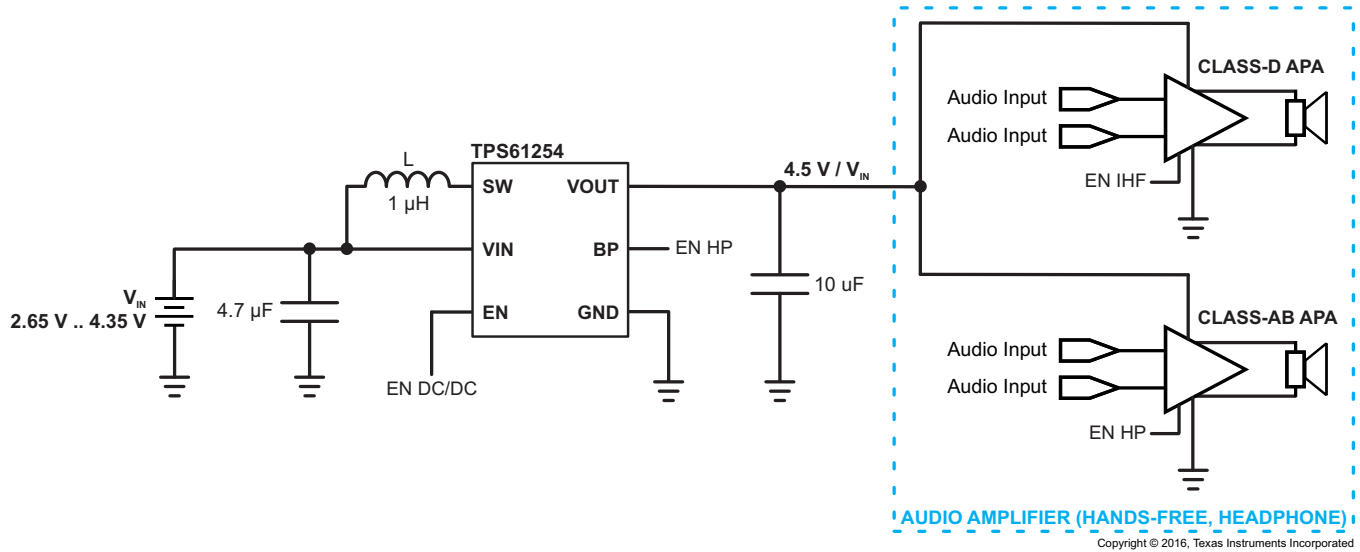 CLASS-D APA
Audio Input
Audio Input
EN IHF
TPS61254
L
1 µH
SW
VOUT
4.5 V / VIN
VIN
BP
EN HP
EN
GND
VIN
2.65 V .. 4.35 V
4.7 µF
10 uF
EN DC/DC
CLASS-AB APA
Audio Input
Audio Input
EN HP
AUDIO AMPLIFIER (HANDS-FREE, HEADPHONE)
Copyright © 2016, Texas Instruments Incorporated